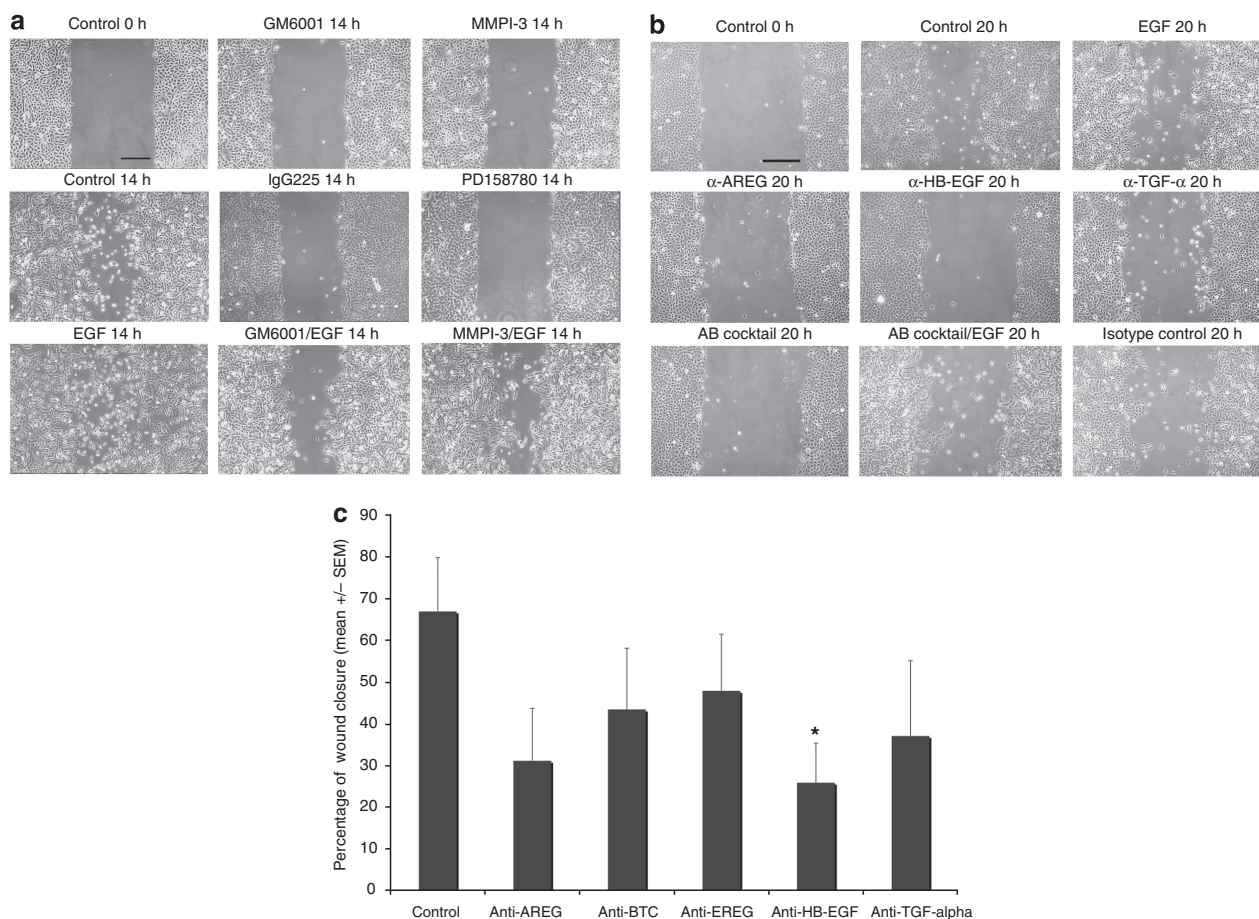 a
Control 0 h
GM6001 14 h
MMPI-3 14 h
Control 14 h
IgG225 14 h
PD158780 14 h
EGF 14 h
GM6001/EGF 14 h
MMPI-3/EGF 14 h
b
Control 0 h
Control 20 h
EGF 20 h
α-AREG 20 h
α-HB-EGF 20 h
α-TGF-α 20 h
AB cocktail 20 h
AB cocktail/EGF 20 h
Isotype control 20 h
c
Percentage of wound closure (mean +/– SEM)
90
80
70
60
50
40
30
20
10
0
*
Control
Anti-AREG
Anti-BTC
Anti-EREG
Anti-HB-EGF
Anti-TGF-alpha